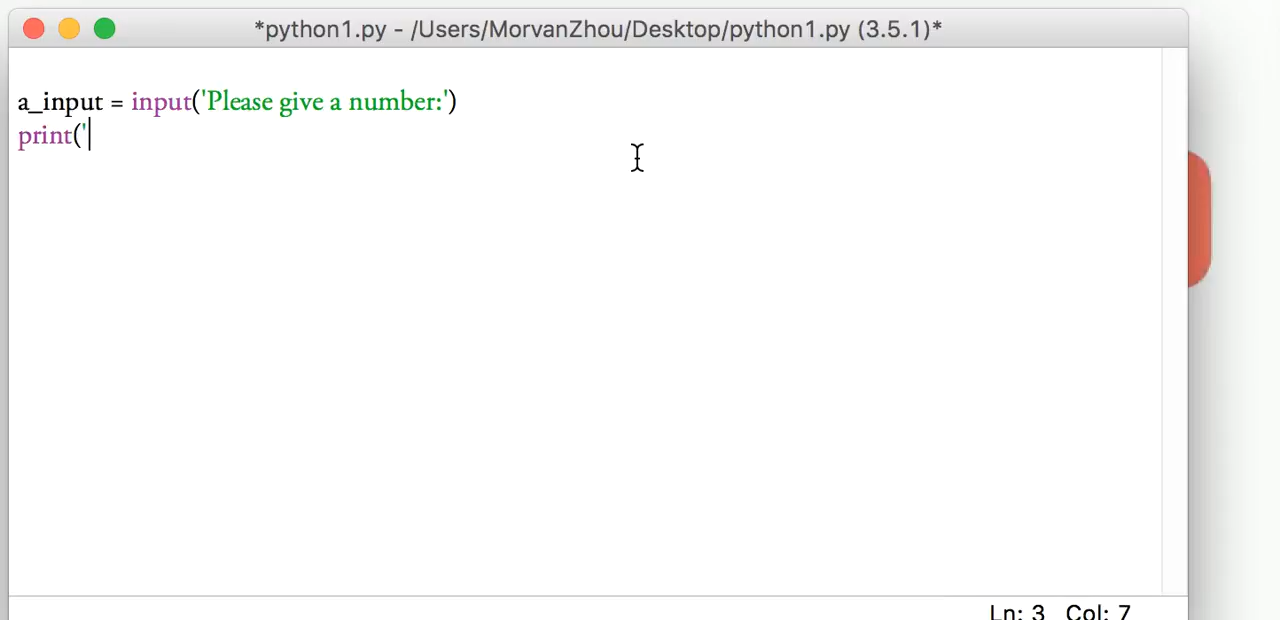 *python1.py - /Users/MorvanZhou/Desktop/python1.py (3.5.1)*
a_input = input('Please give a number:')
print('
Ln: 3 Col: 7